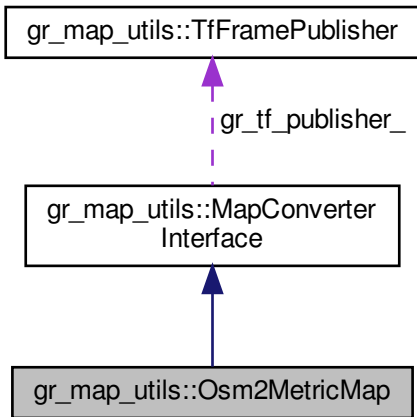 gr_map_utils::TfFramePublisher
gr_tf_publisher_
gr_map_utils::MapConverter
Interface
gr_map_utils::Osm2MetricMap